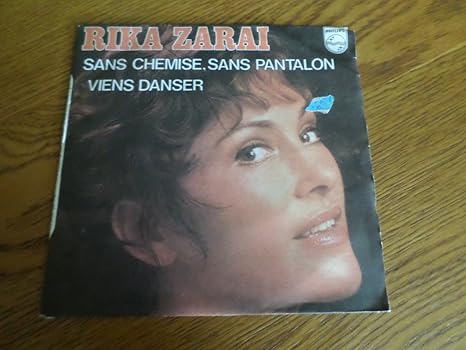 RIKA ZARAI
PHILIPS
SANS CHEMISE, SANS PANTALON
VIENS DANSER